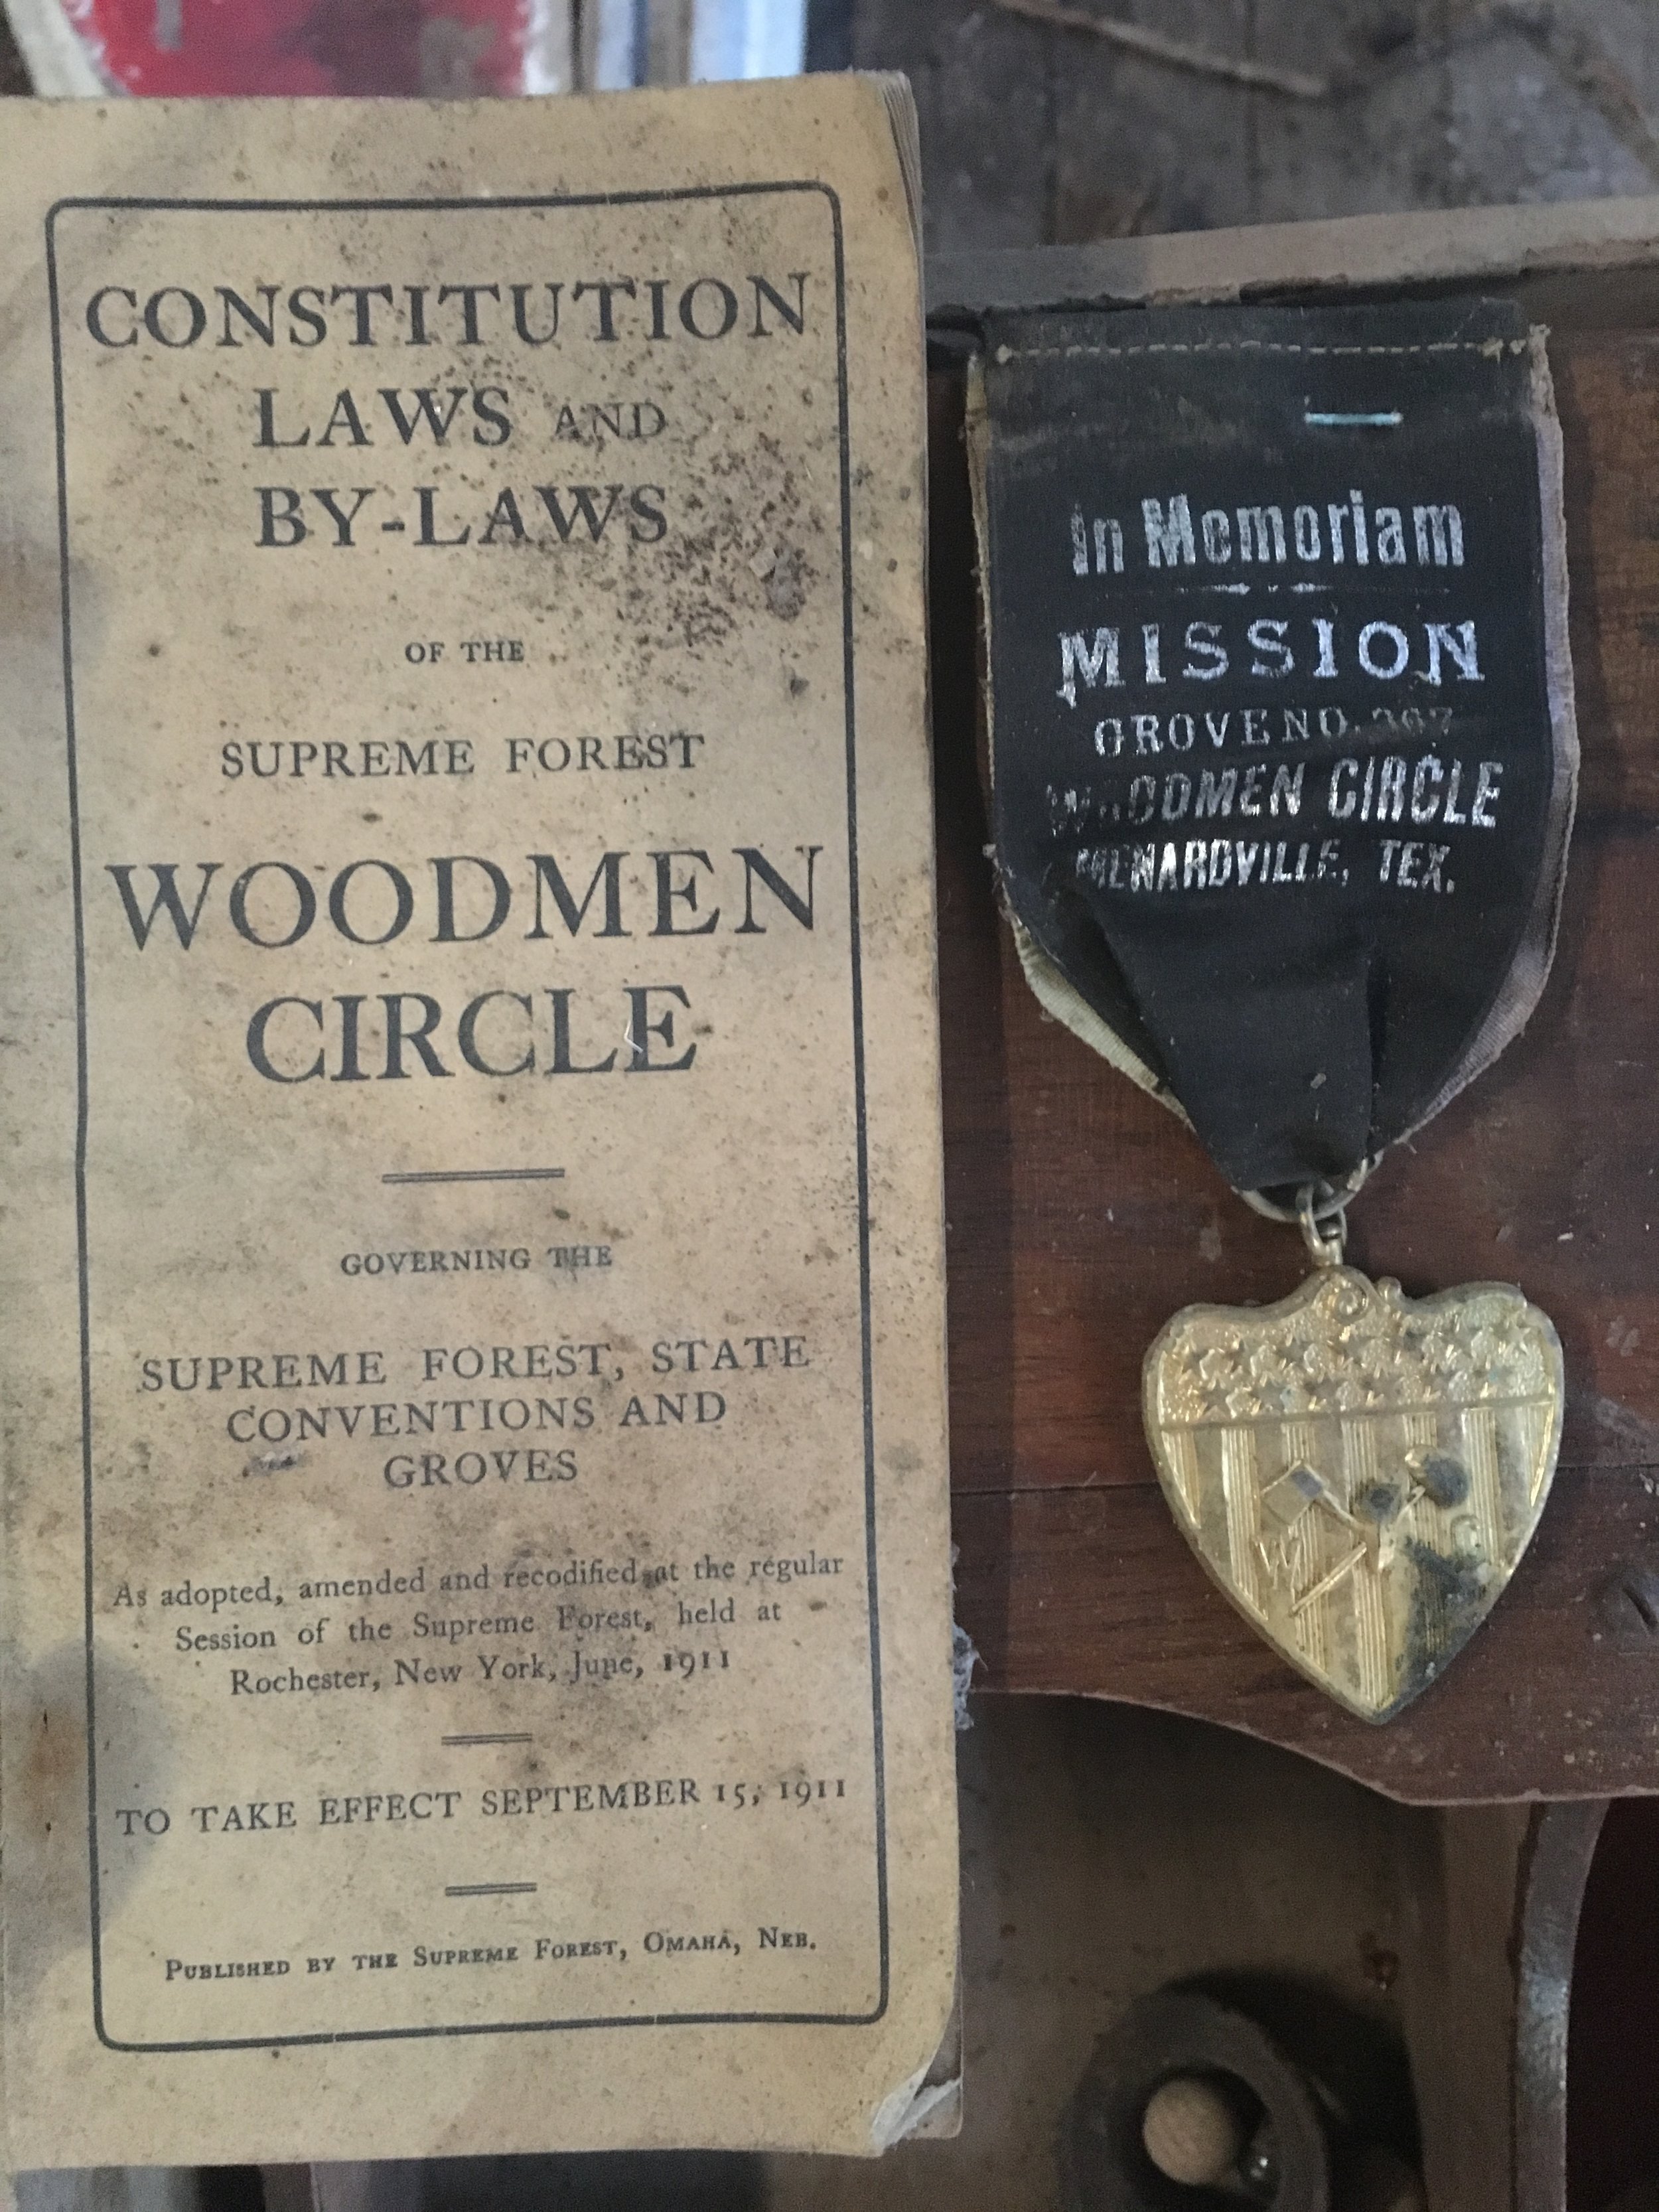 CONSTITUTION
LAWS AND
BY-LAWS
OF THE
SUPREME FOREST
WOODMEN
CIRCLE
GOVERNING THE
SUPREME FOREST, STATE
CONVENTIONS AND
GROVES
As adopted, amended and recodified at the regular
Session of the Supreme Forest, held at
Rochester, New York, June, 1911
TO TAKE EFFECT SEPTEMBER 15, 1911
PUBLISHED BY THE SUPREME FOREST, OMAHA, NEB.
In Memoriam
MISSION
GROVE NO.
WOODMEN CIRCLE
MENARDVILLE, TEX.